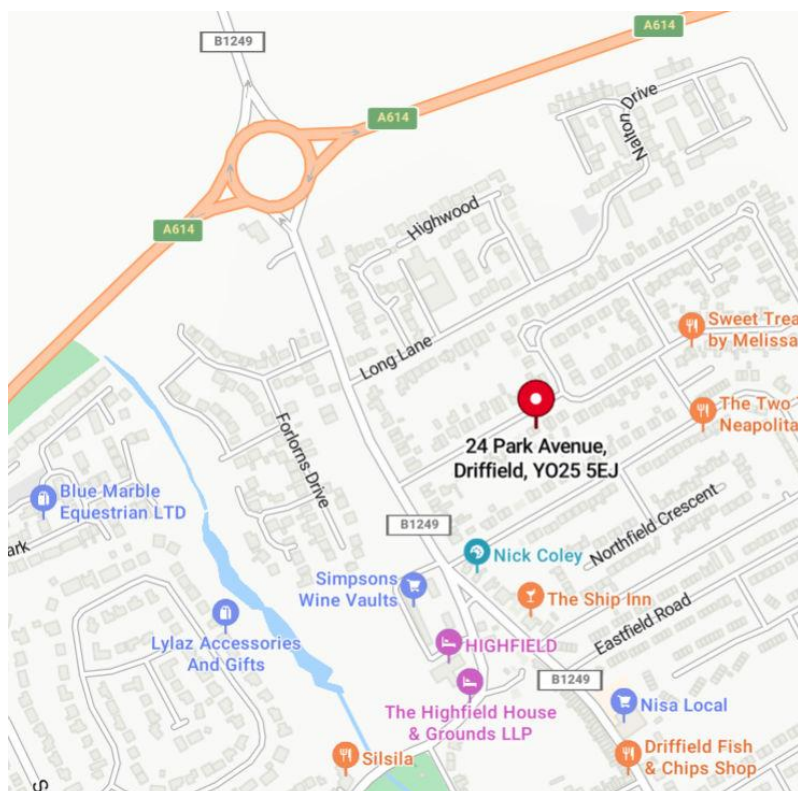 B1249
A614
A614
Nalton Drive
Highwood
A614
Sweet Trea
by Melissa
Long Lane
The Two
Neapolita
24 Park Avenue,
Driffield, YO25 5EJ
Forlorns Drive
Blue Marble
Equestrian LTD
B1249
Northfield Crescent
ark
Nick Coley
Simpsons
Wine Vaults
The Ship Inn
Lylaz Accessories
And Gifts
Eastfield Road
HIGHFIELD
B1249
The Highfield House
& Grounds LLP
Nisa Local
Silsila
Driffield Fish
& Chips Shop
S